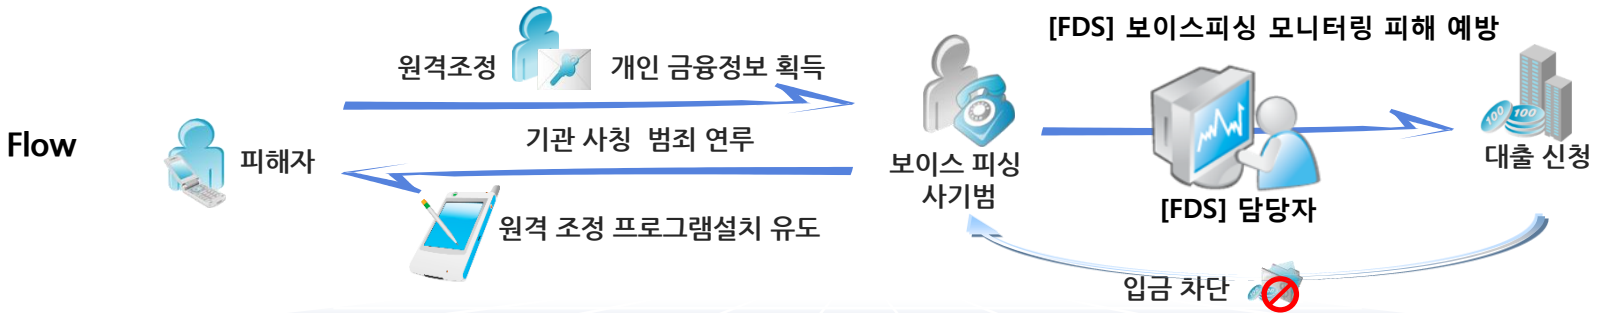 [FDS] 보이스피싱 모니터링 피해 예방
원격조정
개인 금융정보 획득
Flow
피해자
기관 사칭 범죄 연루
원격 조정 프로그램설치 유도
보이스 피싱
사기범
[FDS] 담당자
100
100
대출 신청
입금 차단